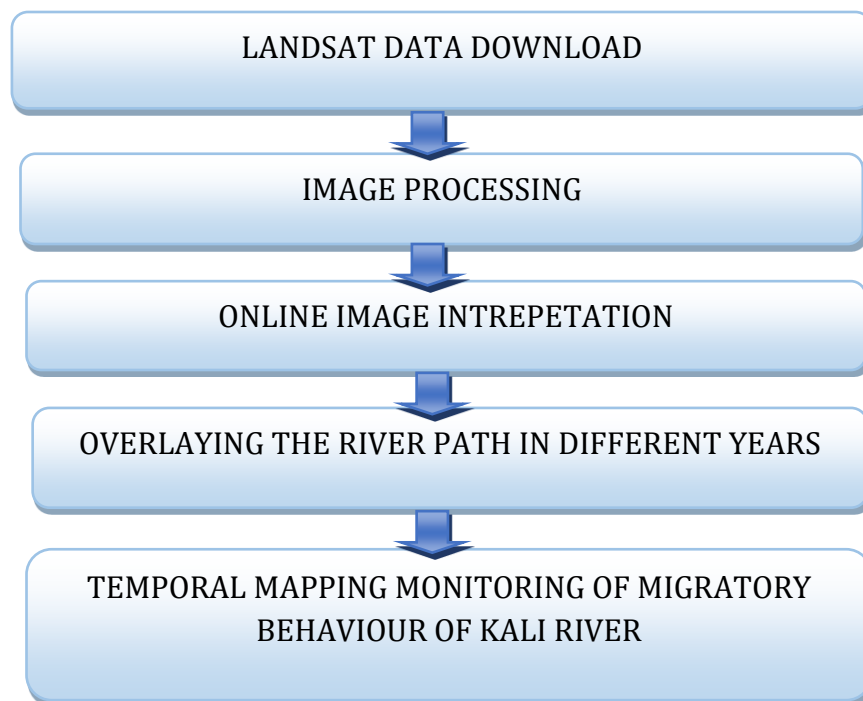 LANDSAT DATA DOWNLOAD
IMAGE PROCESSING
ONLINE IMAGE INTREPETATION
OVERLAYING THE RIVER PATH IN DIFFERENT YEARS
TEMPORAL MAPPING MONITORING OF MIGRATORY
BEHAVIOUR OF KALI RIVER